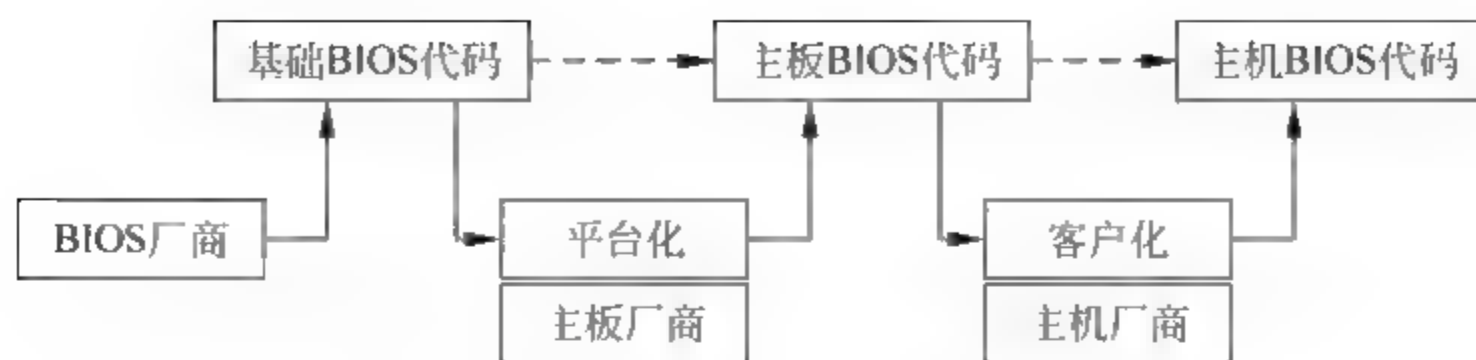 基础BIOS代码
主板BIOS代码
主机BIOS代码
BIOS厂商
平台化
客户化
主板厂商
主机厂商